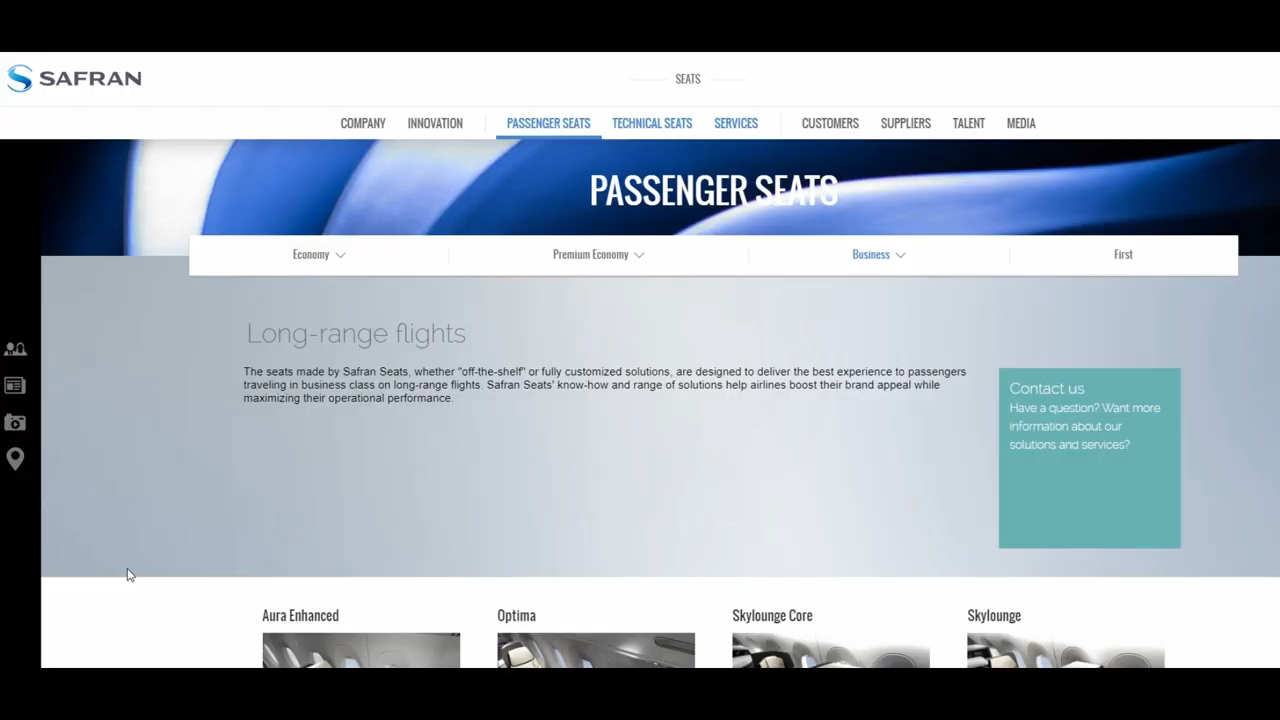 SAFRAN
SEATS
COMPANY INNOVATION PASSENGER SEATS TECHNICAL SEATS SERVICES CUSTOMERS SUPPLIERS TALENT MEDIA
PASSENGER SEATS
Economy Premium Economy Business First
Long-range flights
The seats made by Safran Seats, whether "off-the-shelf" or fully customized solutions, are designed to deliver the best experience to passengers
traveling in business class on long-range flights. Safran Seats' know-how and range of solutions help airlines boost their brand appeal while
maximizing their operational performance.
Contact us
Have a question? Want more
information about our
solutions and services?
Aura Enhanced Optima Skylounge Core Skylounge